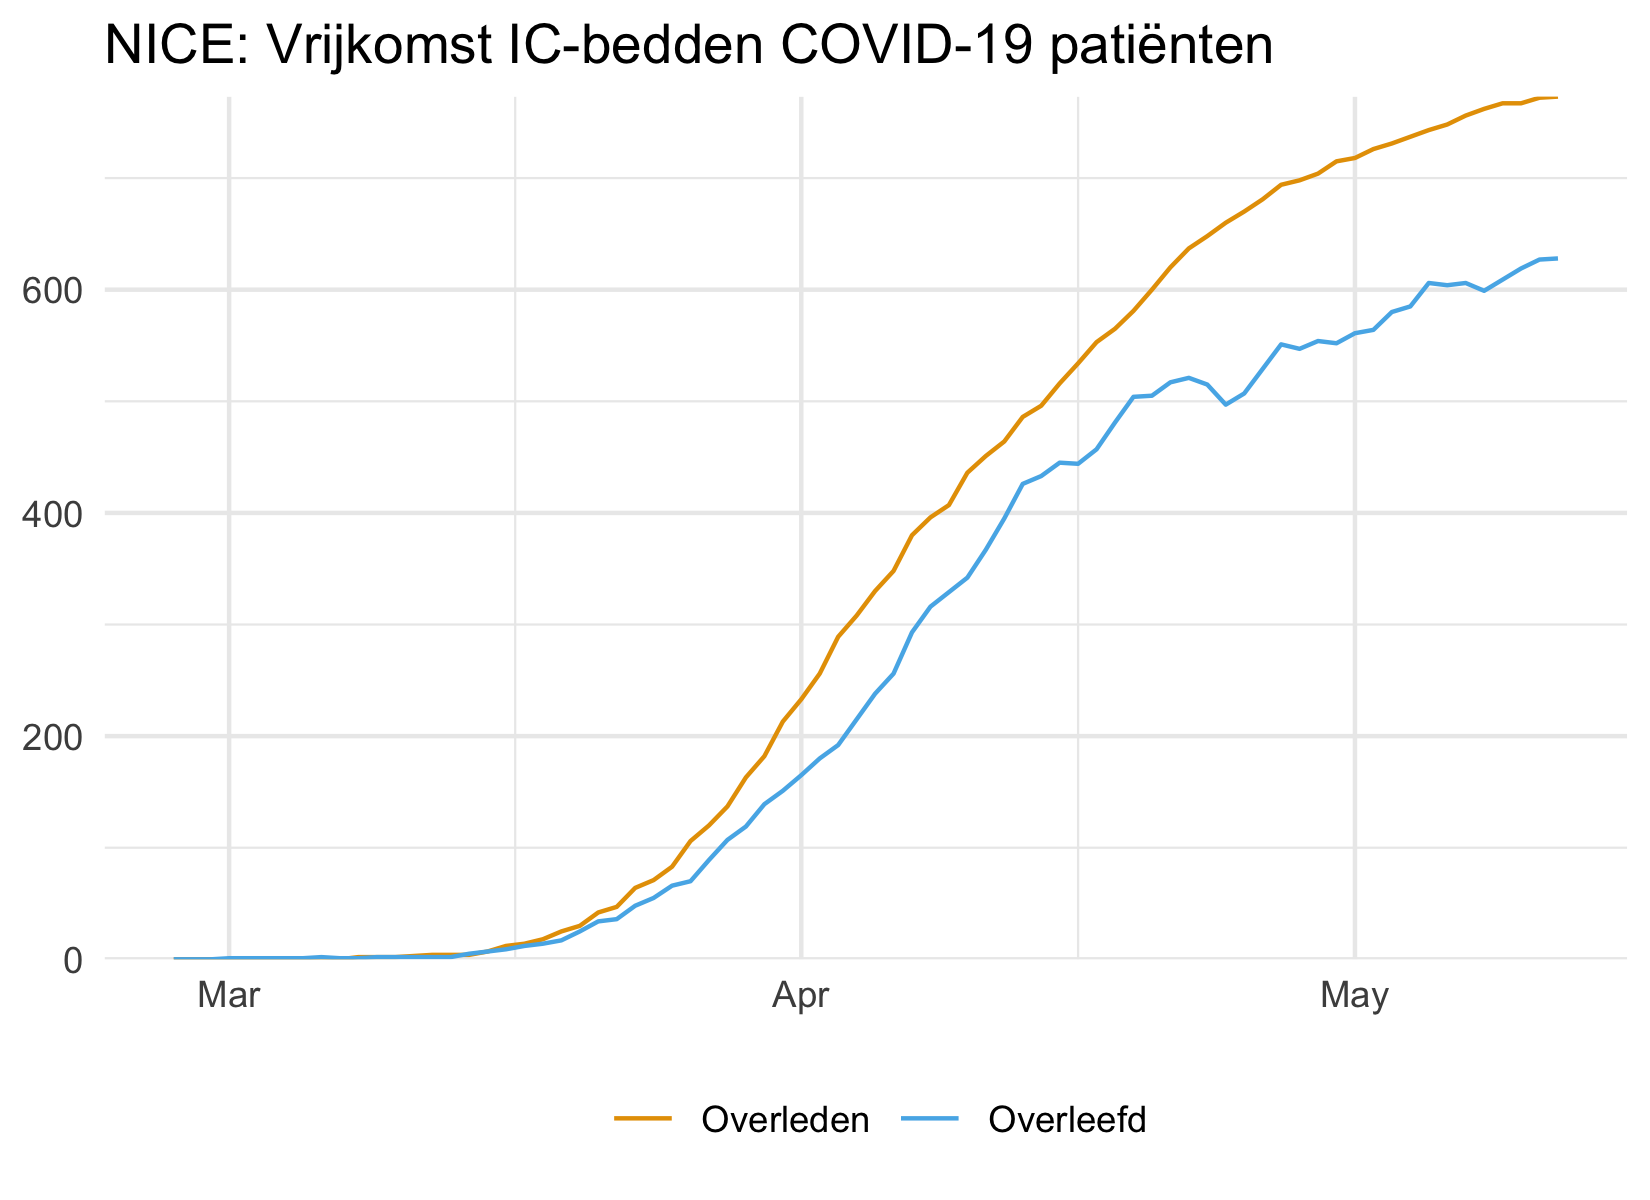 NICE: Vrijkomst IC-bedden COVID-19 patiënten
600
400
200
0
Mar Apr May
Overleden Overleefd